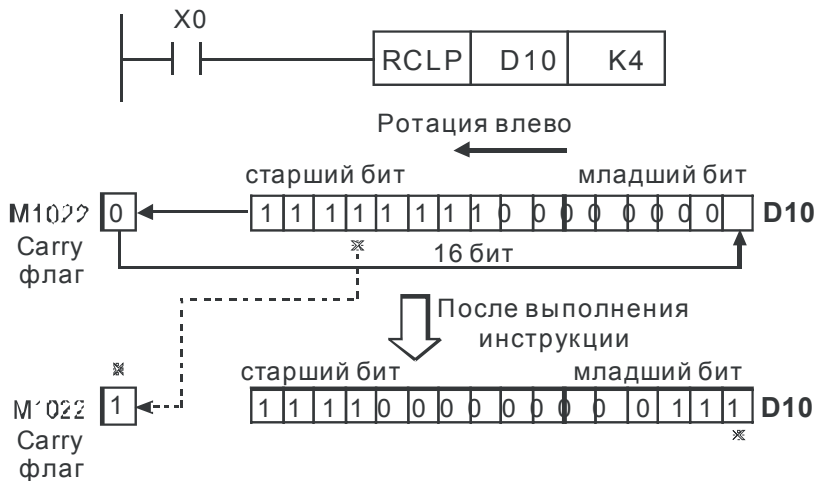 X0
RCLP D10 K4
Ротация влево
старший бит младший бит
M1022 0 1 1 1 1 1 1 1 1 0 0 0 0 0 0 0 D10
Carry флаг
※
16 бит
После выполнения инструкции
※
старший бит младший бит
M1022 1 1 1 1 1 0 0 0 0 0 0 0 0 0 1 1 1 D10
Carry флаг
※